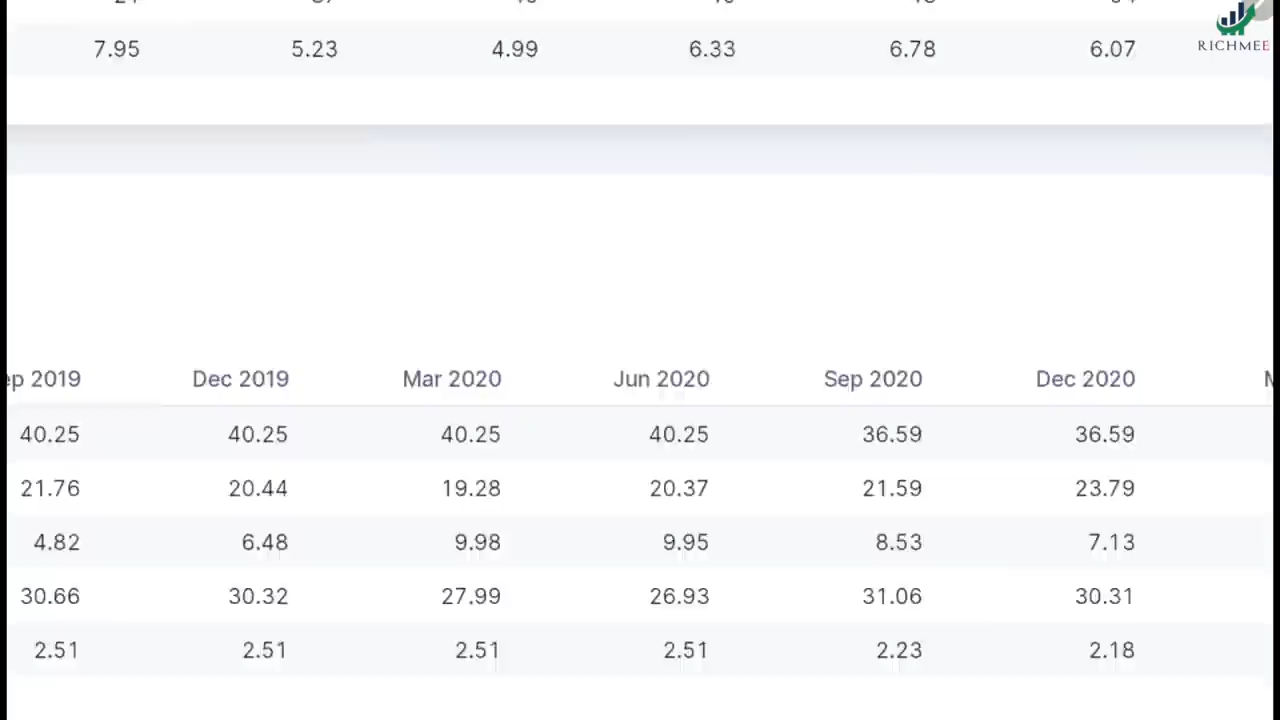 RICHMEE
7.95 5.23 4.99 6.33 6.78 6.07
ep 2019 Dec 2019 Mar 2020 Jun 2020 Sep 2020 Dec 2020
40.25 40.25 40.25 40.25 36.59 36.59
21.76 20.44 19.28 20.37 21.59 23.79
4.82 6.48 9.98 9.95 8.53 7.13
30.66 30.32 27.99 26.93 31.06 30.31
2.51 2.51 2.51 2.51 2.23 2.18